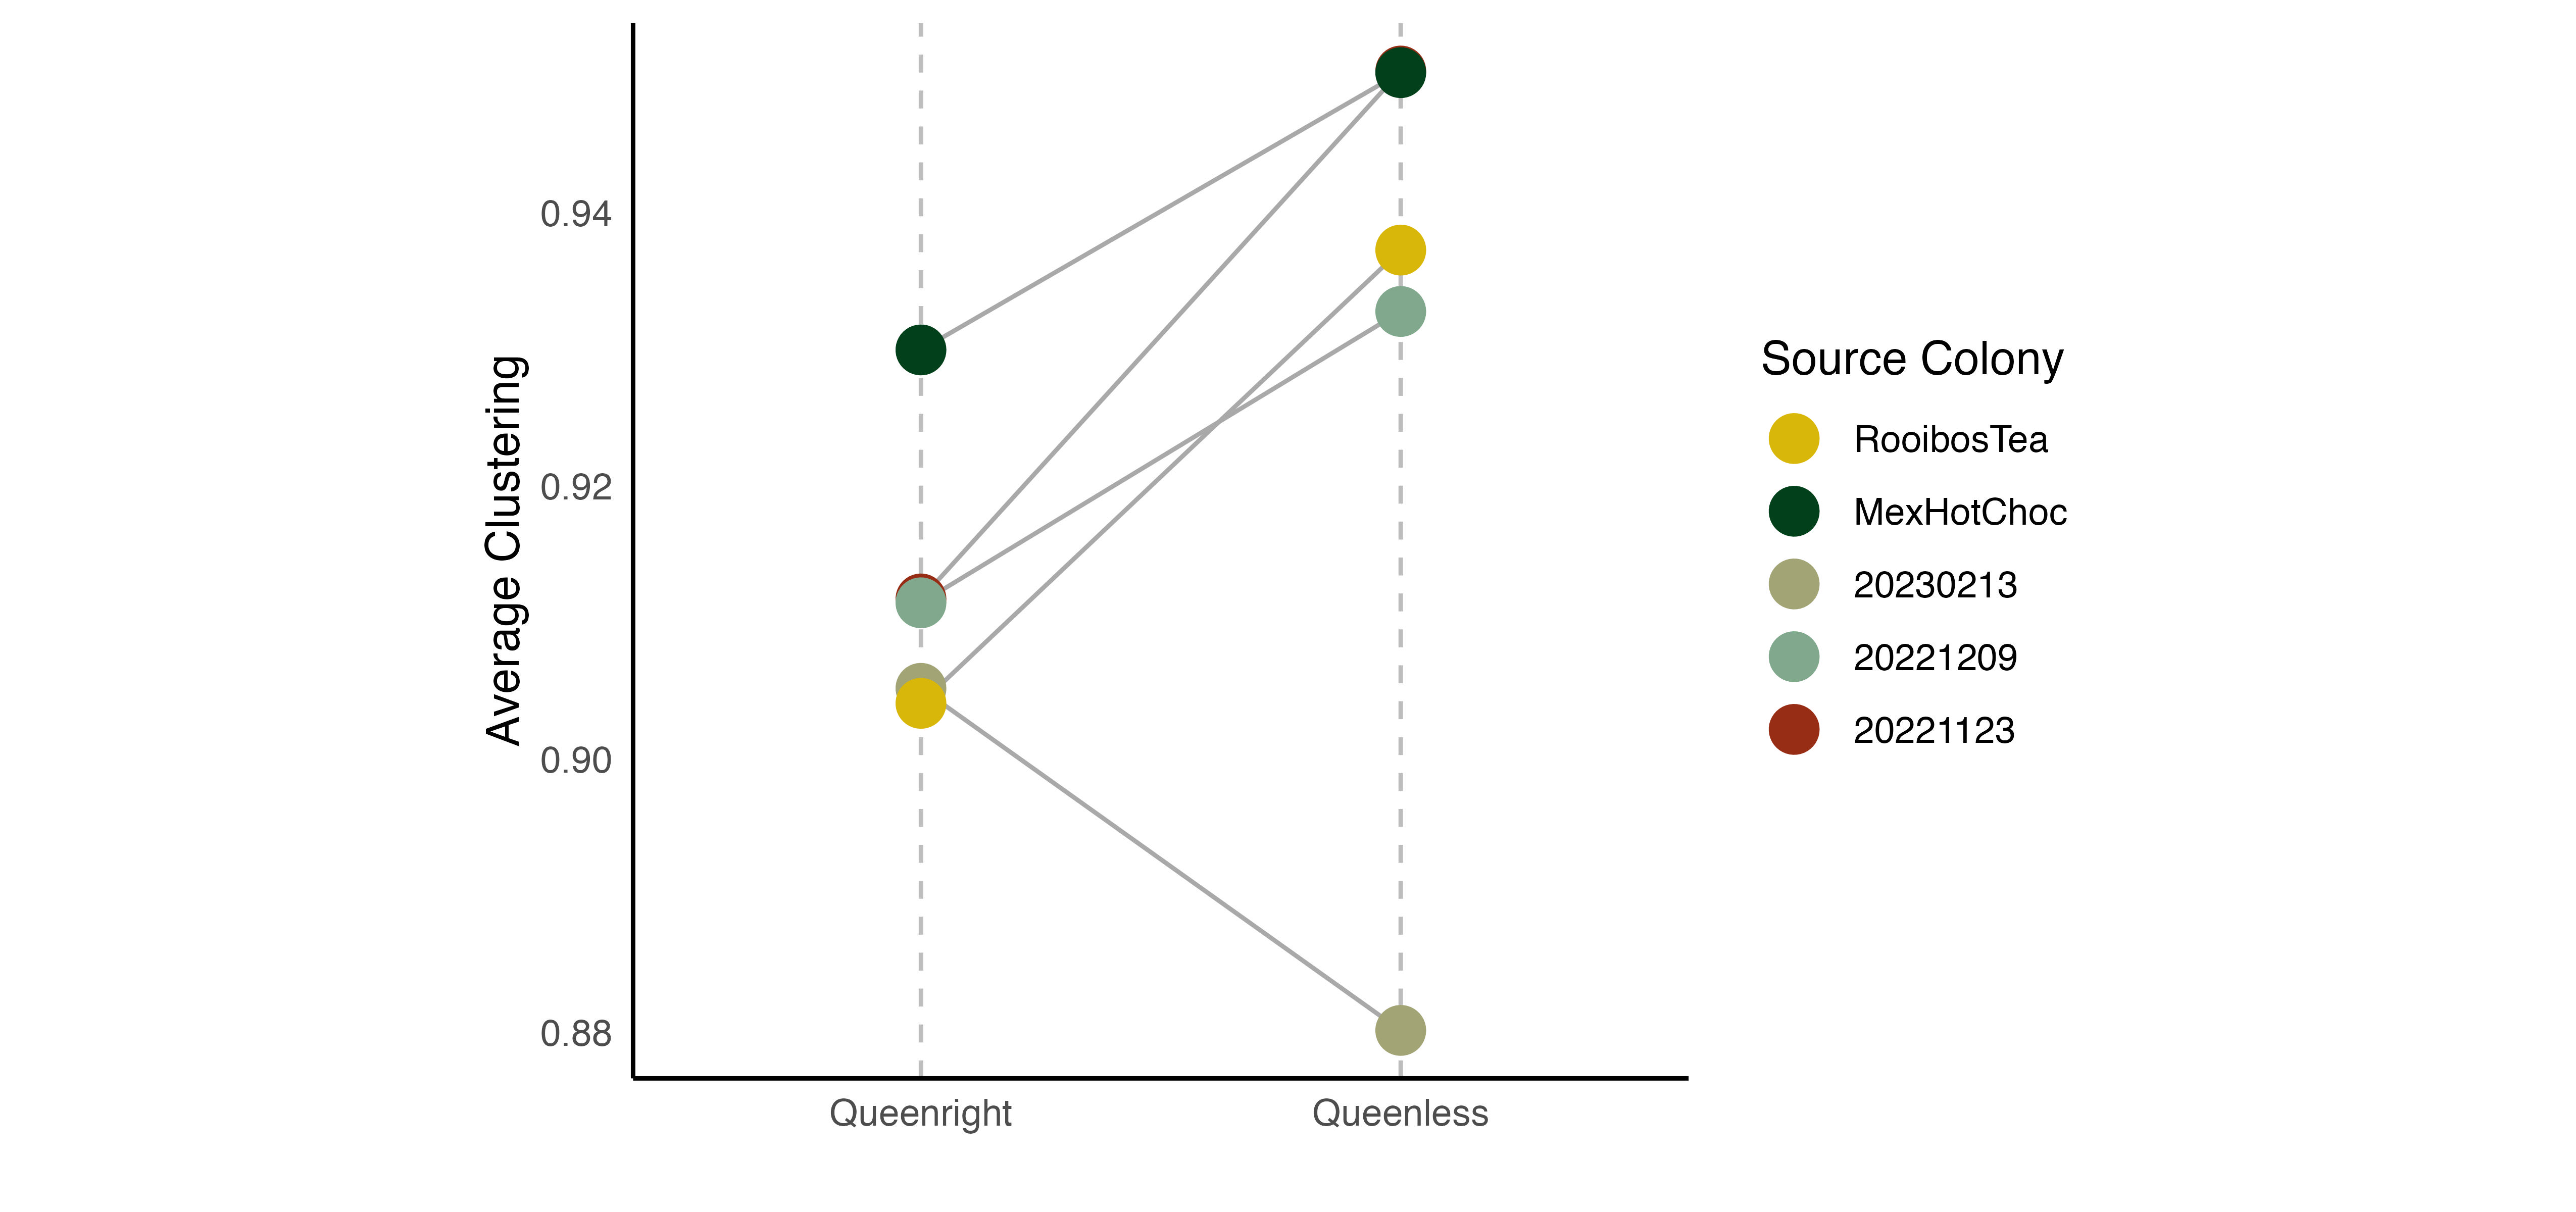 Average Clustering
0.94
0.92
0.90
0.88
Queenright
Queenless
Source Colony
RooibosTea
MexHotChoc
20230213
20221209
20221123